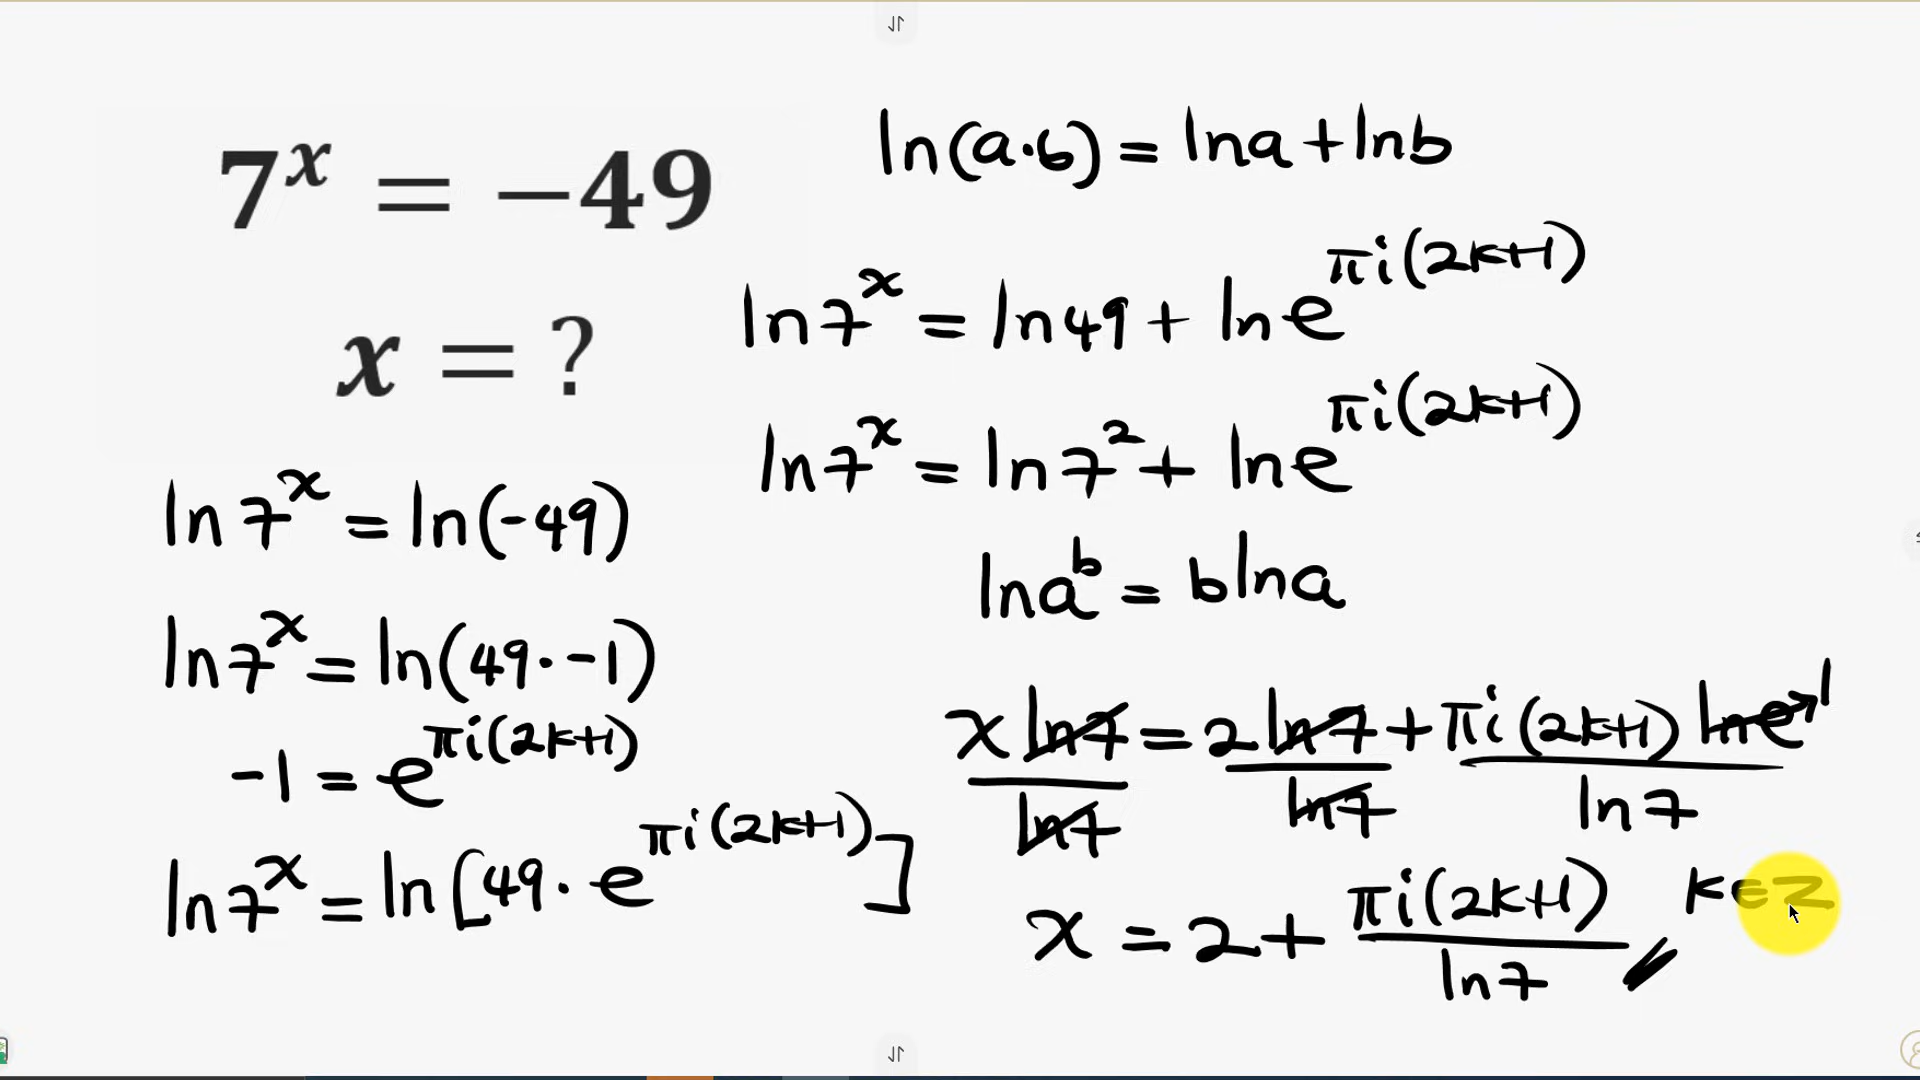 7^x = −49
x = ?
ln7^x = ln(-49)
ln7^x = ln(49·-1)
-1 = e^πi(2k+1)
ln7^x = ln[49·e^πi(2k+1)]
ln(a·b) = lna + lnb
ln7^x = ln49 + lne^πi(2k+1)
ln7^x = ln7^2 + lne^πi(2k+1)
lna^b = blna
xln7/ln7 = 2ln7/ln7 + πi(2k+1)lne/ln7 → 1
x = 2 + πi(2k+1)/ln7 k∈Z